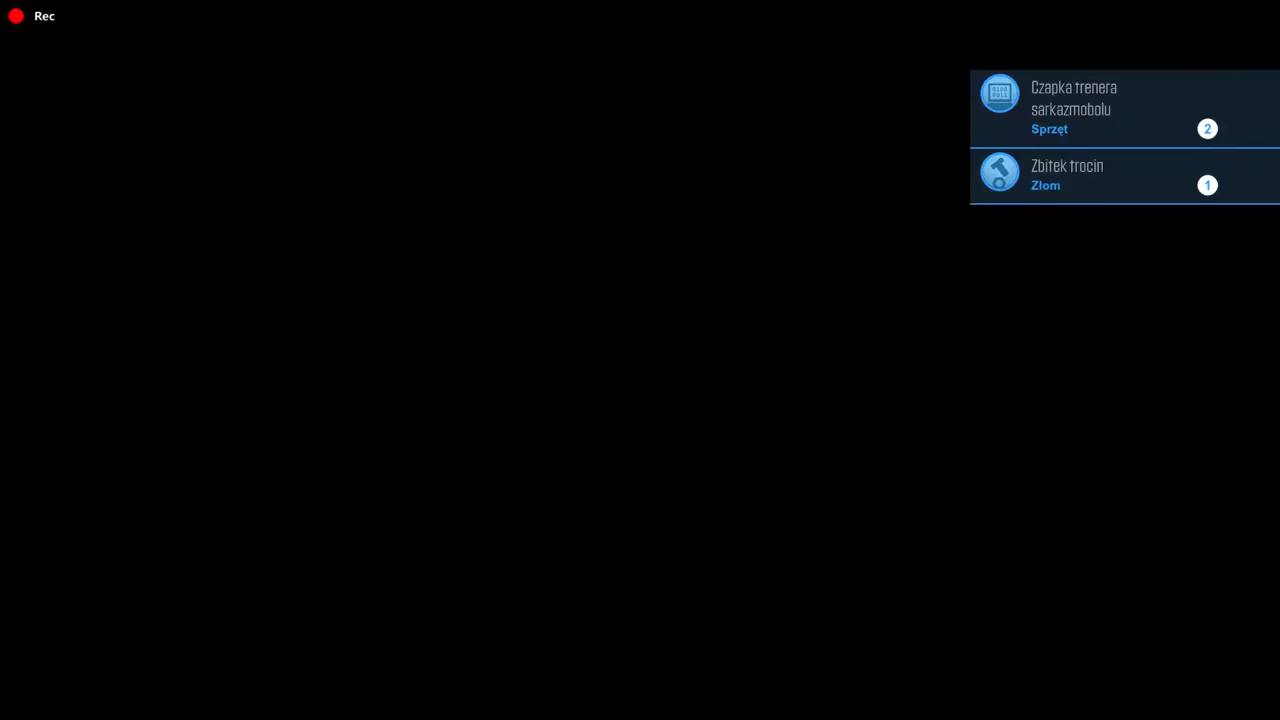 Rec
Czapka trenera
sarkazmobolu
Sprzęt
2
Zbitek trocin
Złom
1